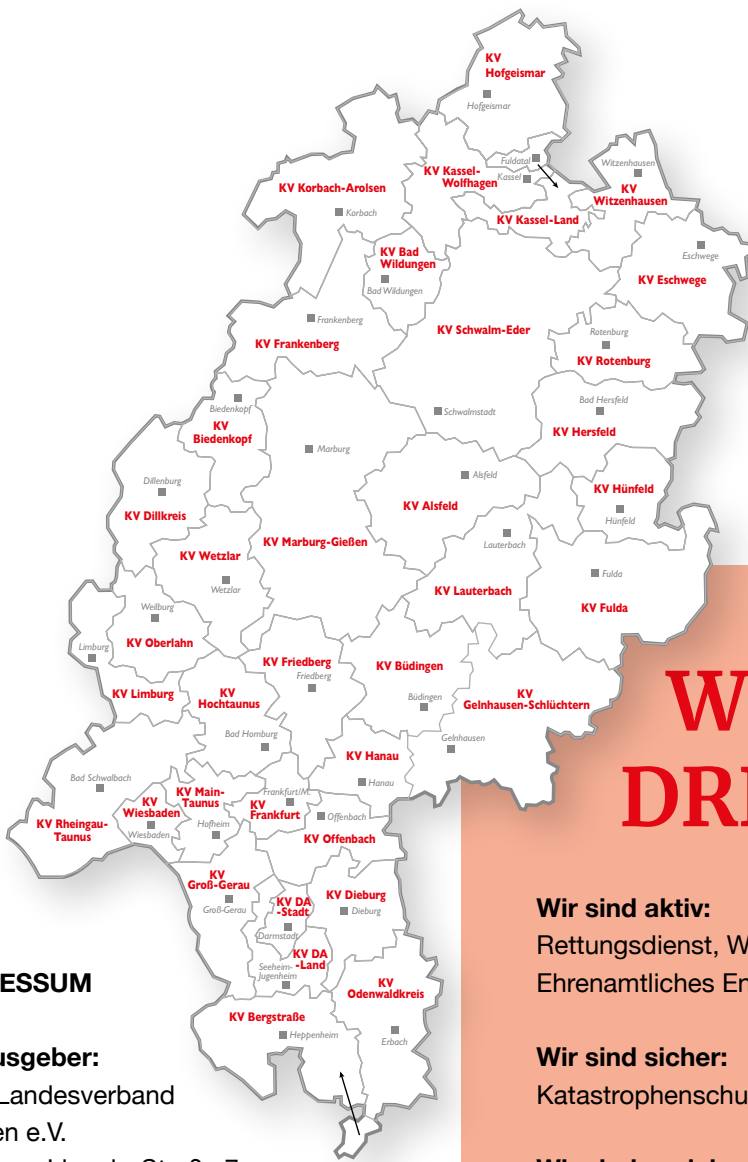 KV
Hofgeismar
Hofgeismar
Fuldatal
Kassel
KV Kassel-
Wolfhagen
Witzenhausen
KV
Witzenhausen
KV Korbach-Arolsen
Korbach
KV Kassel-Land
KV Bad
Wildungen
Bad Wildungen
Eschwege
KV Eschwege
Frankenberg
KV Frankenberg
KV Schwalm-Eder
Rotenburg
KV Rotenburg
Biedenkopf
KV
Biedenkopf
Schwalmstadt
Bad Hersfeld
KV Hersfeld
Marburg
Dillenburg
KV Dillkreis
Alsfeld
KV Alsfeld
KV Hünfeld
Hünfeld
KV Wetzlar
Wetzlar
KV Marburg-Gießen
Lauterbach
KV Lauterbach
Fulda
KV Fulda
Weilburg
KV Oberlahn
Limburg
KV Limburg
KV Friedberg
Friedberg
KV Büdingen
Büdingen
KV
Hochtaunus
Bad Homburg
KV
Gelnhausen-Schlüchtern
Gelnhausen
KV Hanau
Hanau
Bad Schwalbach
KV Rheingau-
Taunus
KV
Wiesbaden
Wiesbaden
KV Main-
Taunus
Hofheim
Frankfurt/M.
KV
Frankfurt
Offenbach
KV Offenbach
KV
Groß-Gerau
Groß-Gerau
KV DA
-Stadt
Darmstadt
KV Dieburg
Dieburg
KV DA
-Land
Seeheim-
Jugenheim
KV
Odenwaldkreis
Erbach
KV Bergstraße
Heppenheim
ESSUM
usgeber:
Landesverband
en e.V.
W
DR
Wir sind aktiv:
Rettungsdienst, W
Ehrenamtliches En
Wir sind sicher:
Katastrophenschu